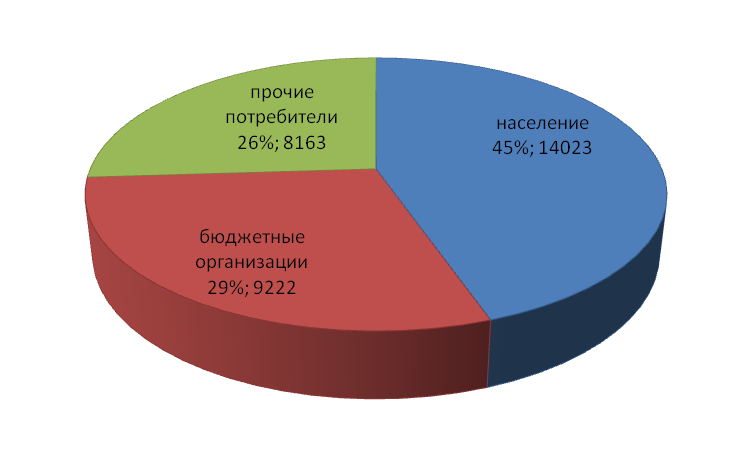 прочие
потребители
26%; 8163
население
45%; 14023
бюджетные
организации
29%; 9222